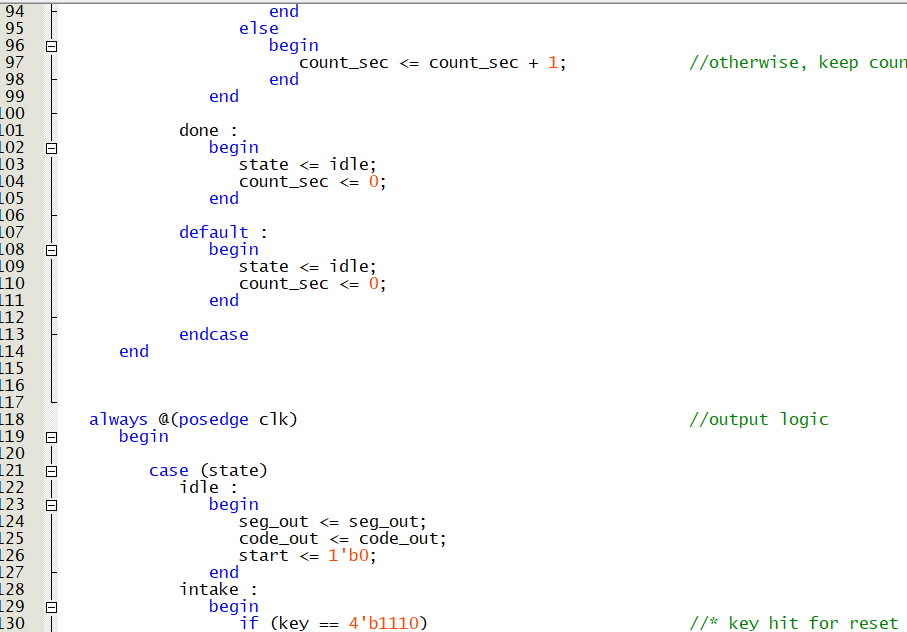 94 end
95 else
96 begin
97 count_sec <= count_sec + 1; //otherwise, keep coun
98 end
99 end
100
101 done :
102 begin
103 state <= idle;
104 count_sec <= 0;
105 end
106
107 default :
108 begin
109 state <= idle;
110 count_sec <= 0;
111 end
112
113 endcase
114 end
115
116
117
118 always @(posedge clk) //output logic
119 begin
120
121 case (state)
122 idle :
123 begin
124 seg_out <= seg_out;
125 code_out <= code_out;
126 start <= 1'b0;
127 end
128 intake :
129 begin
130 if (key == 4'b1110) //* key hit for reset